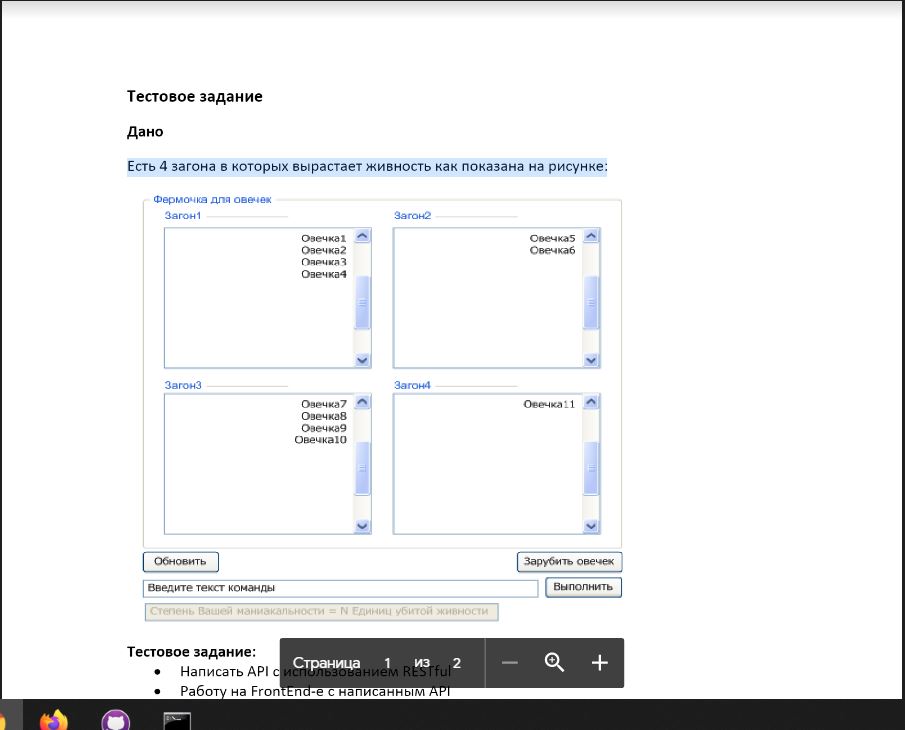 Тестовое задание
Дано
Есть 4 загона в которых вырастает живность как показана на рисунке:
Фермочка для овечек
Загон1
Загон2
Овечка1
Овечка2
Овечка3
Овечка4
Овечка5
Овечка6
Загон3
Загон4
Овечка7
Овечка8
Овечка9
Овечка10
Овечка11
Обновить
Зарубить овечек
Введите текст команды
Выполнить
Степень Вашей маниакальности = N Единиц убитой живности
Тестовое задание:
Страница 1 из 2
• Написать API с использованием RESTful
• Работу на FrontEnd-е с написанным API